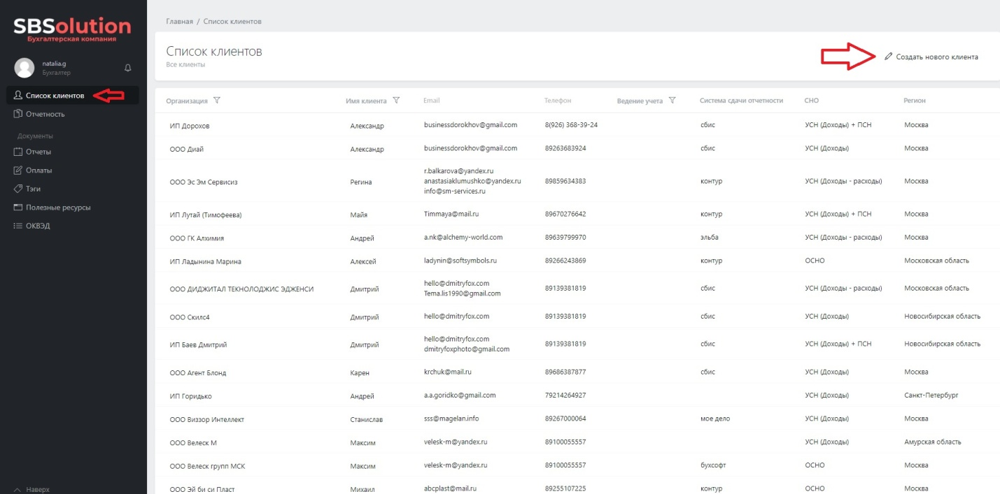 SBSolution
Бухгалтерская компания
natalia.g
Бухгалтер
Список клиентов
Отчетность
Документы
Отчеты
Оплаты
Тэги
Полезные ресурсы
ОКВЭД
Наверх
Главная / Список клиентов
Список клиентов
Все клиенты
Создать нового клиента
Организация Имя клиента Email Телефон Ведение учета Система сдачи отчетности СНО Регион
ИП Дорохов Александр businessdorokhov@gmail.com 8(926) 368-39-24 сбис УСН (Доходы) + ПСН Москва
ООО Диай Александр businessdorokhov@gmail.com 89263683924 сбис УСН (Доходы) Москва
r.balkarova@yandex.ru
ООО Эс Эм Сервисиз Регина anastasiaklumushko@yandex.ru 89859634383 контур УСН (Доходы - расходы) Москва
info@sm-services.ru
ИП Лутай (Тимофеева) Майя Timmaya@mail.ru 89670276642 контур УСН (Доходы) + ПСН Москва
ООО ГК Алхимия Андрей a.nk@alchemy-world.com 89639799970 эльба УСН (Доходы - расходы) Москва
ИП Ладынина Марина Алексей ladynin@softsymbols.ru 89266243869 контур ОСНО Московская область
hello@dmitryfox.com
ООО ДИДЖИТАЛ ТЕКНОЛОДЖИС ЭДЖЕНСИ Дмитрий 89139381819 сбис УСН (Доходы - расходы) Московская область
Tema.lis1990@gmail.com
ООО Скилс4 Дмитрий hello@dmitryfox.com 89139381819 сбис УСН (Доходы) Новосибирская область
hello@dmitryfox.com
ИП Баев Дмитрий Дмитрий 89139381819 сбис УСН (Доходы) + ПСН Новосибирская область
dmitryfoxphoto@gmail.com
ООО Агент Блонд Карен krchuk@mail.ru 89686387877 сбис УСН (Доходы) Москва
ИП Горидько Андрей a.a.goridko@gmail.com 79214264927 УСН (Доходы) Санкт-Петербург
ООО Виззор Интеллект Станислав sss@magelan.info 89267000064 мое дело УСН (Доходы) Москва
ООО Велеск М Максим velesk-m@yandex.ru 89100055557 УСН (Доходы) Амурская область
ООО Велеск групп МСК Максим velesk-m@yandex.ru 89100055557 бухсофт ОСНО Москва
ООО Эй би си Пласт Михаил abcplast@mail.ru 89255107225 контур ОСНО Москва